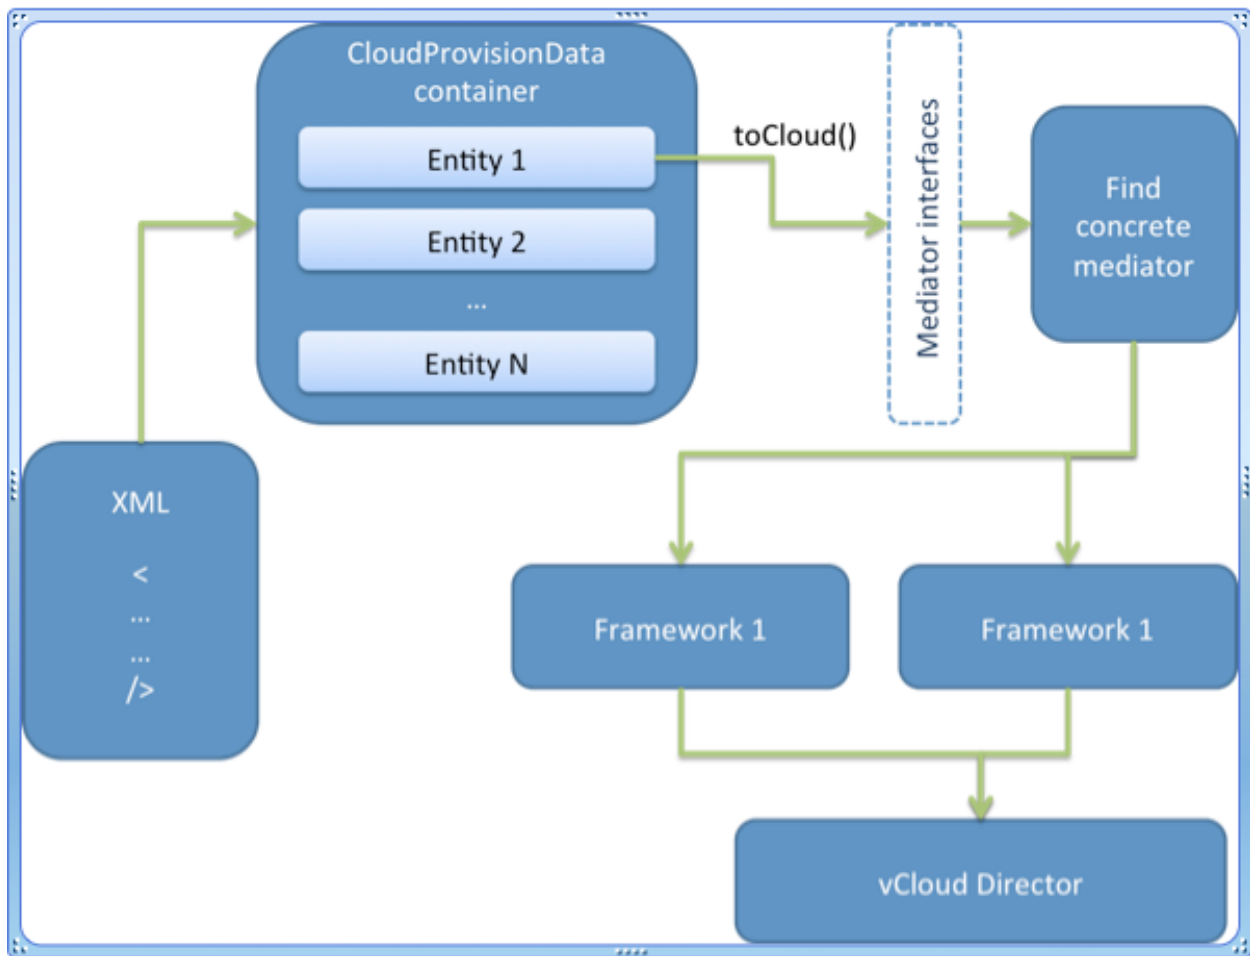 CloudProvisionData
container
Entity 1
Entity 2
...
Entity N
toCloud()
Mediator interfaces
Find
concrete
mediator
XML
<
...
...
/>
Framework 1
Framework 1
vCloud Director